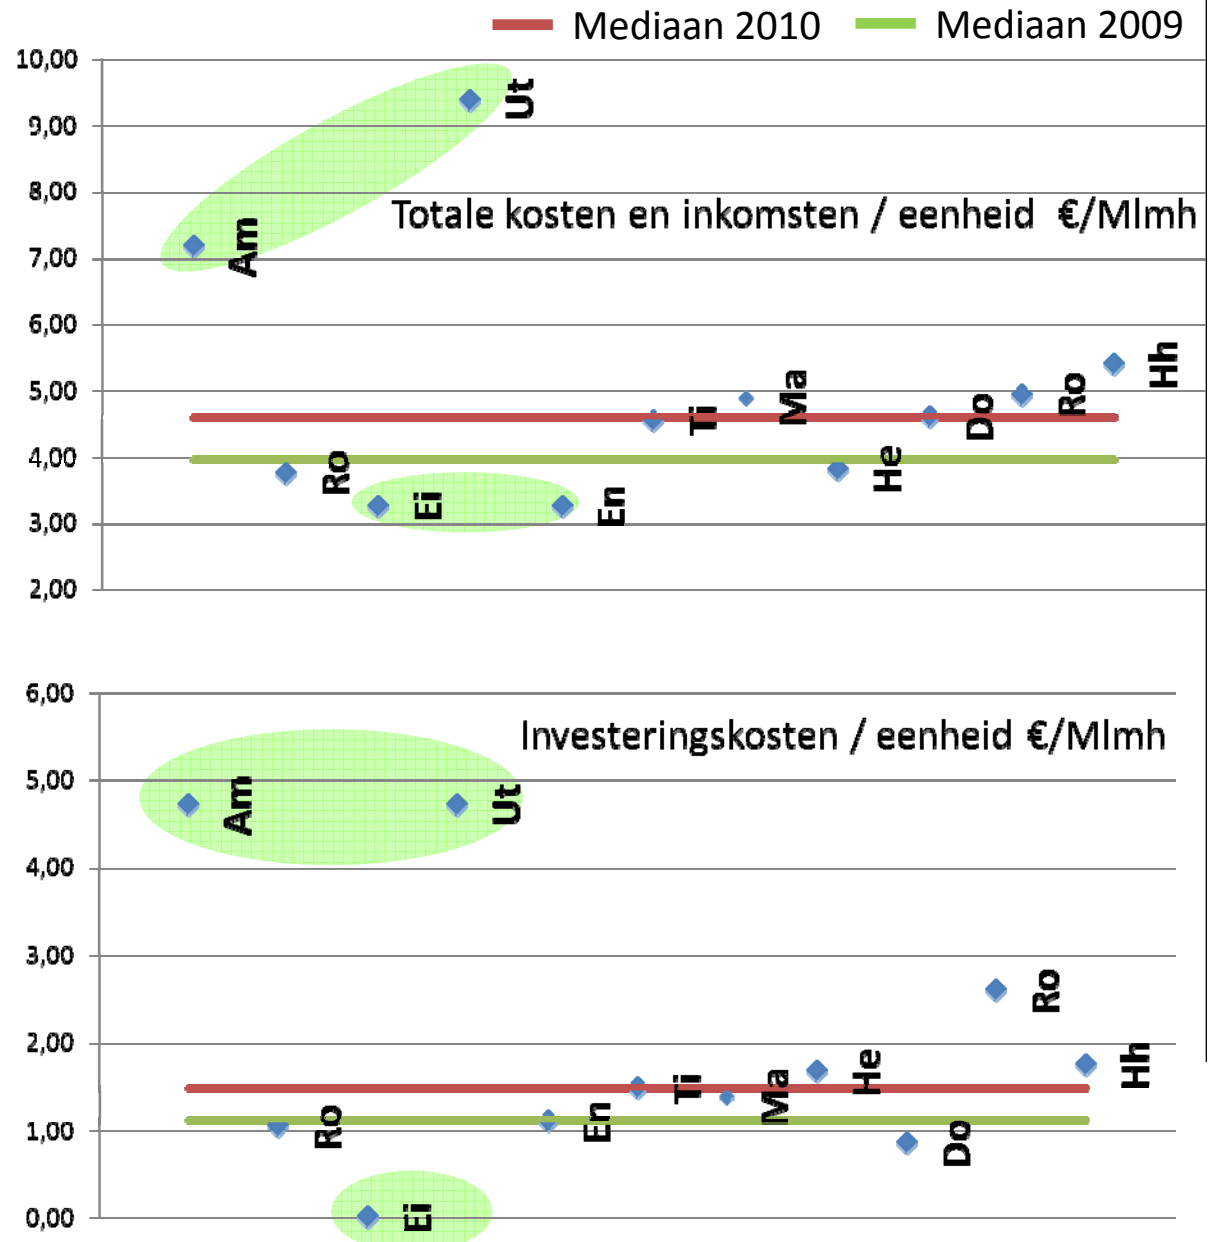 Mediaan 2010 Mediaan 2009
10,00
Ut
9,00
8,00
Totale kosten en inkomsten / eenheid €/Mlmh
Am
7,00
6,00
Hh
5,00
Ma
Ro
Ti
Do
4,00
Ro
He
Ei
En
3,00
2,00
6,00
Investeringskosten / eenheid €/Mlmh
5,00
Am
Ut
4,00
3,00
Ro
2,00
Hh
He
Ti
Ma
Ro
En
1,00
Do
Ei
0,00